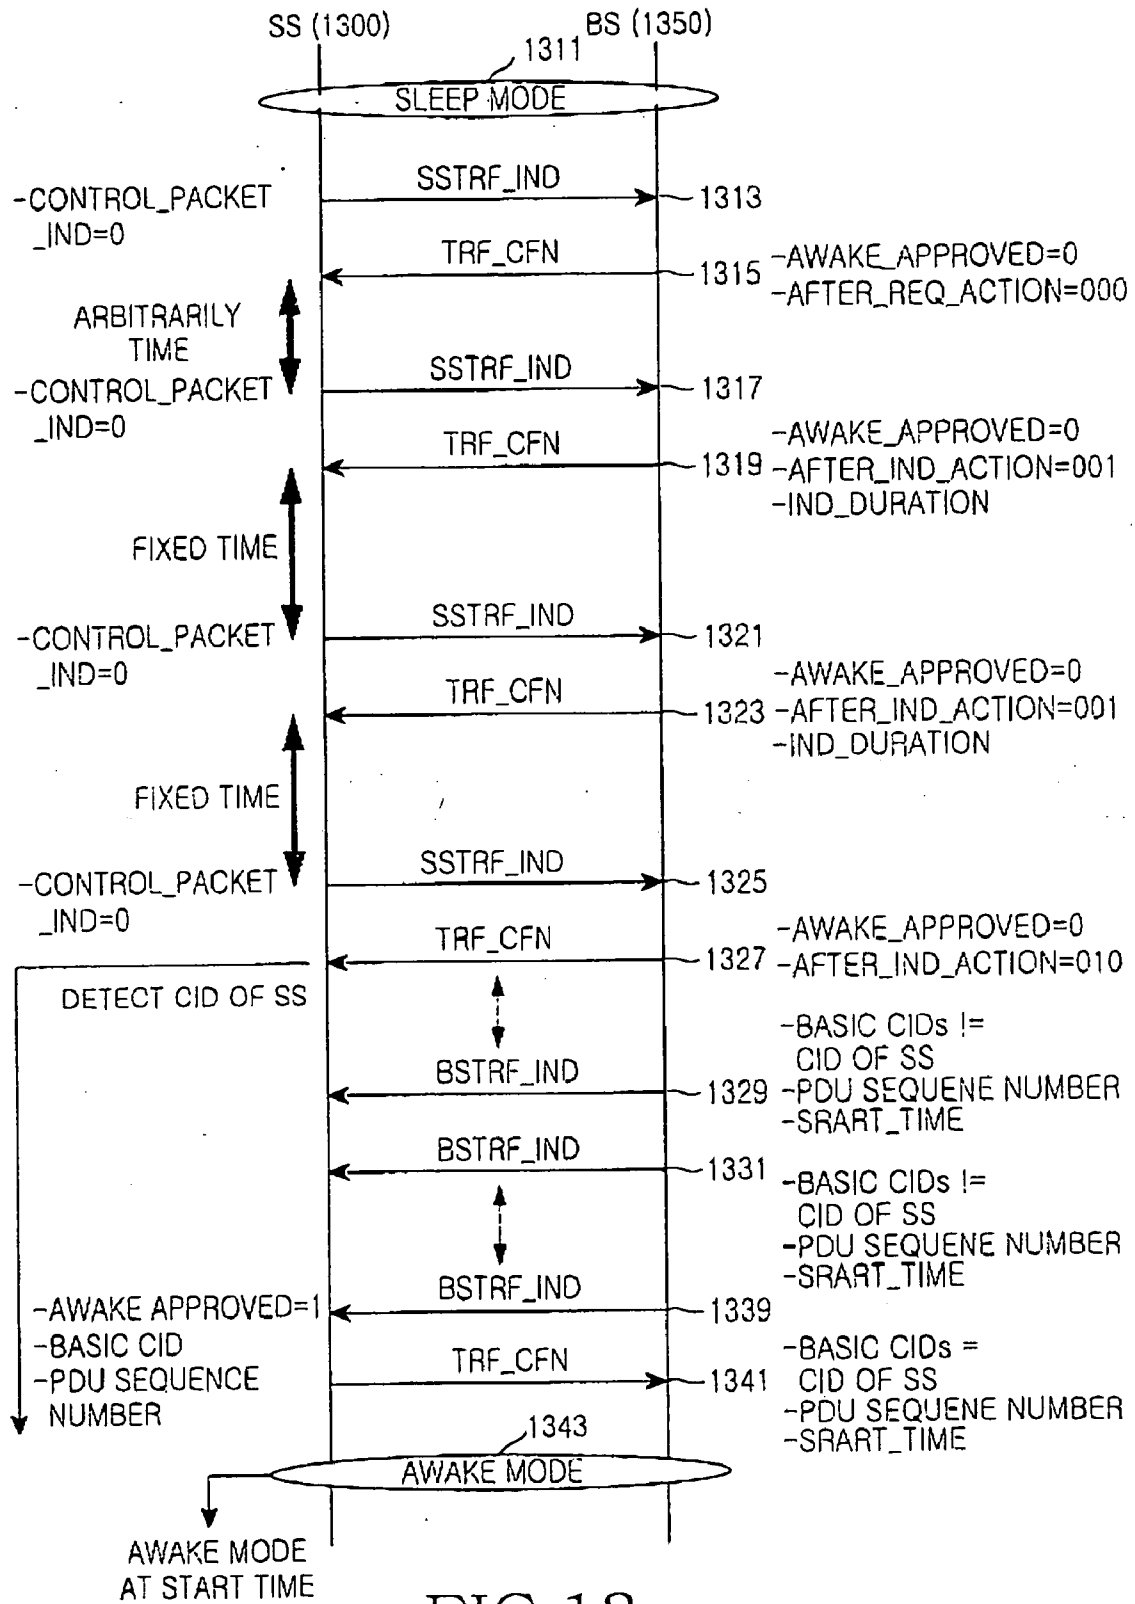 SS (1300)
BS (1350)
1311
SLEEP MODE
SSTRF_IND
1313
-CONTROL_PACKET
_IND=0
TRF_CFN
1315
-AWAKE_APPROVED=0
-AFTER_REQ_ACTION=000
ARBITRARILY
TIME
SSTRF_IND
1317
-CONTROL_PACKET
_IND=0
TRF_CFN
1319
-AWAKE_APPROVED=0
-AFTER_IND_ACTION=001
-IND_DURATION
FIXED TIME
SSTRF_IND
1321
-CONTROL_PACKET
_IND=0
TRF_CFN
1323
-AWAKE_APPROVED=0
-AFTER_IND_ACTION=001
-IND_DURATION
FIXED TIME
SSTRF_IND
1325
-CONTROL_PACKET
_IND=0
TRF_CFN
1327
-AWAKE_APPROVED=0
-AFTER_IND_ACTION=010
DETECT CID OF SS
BSTRF_IND
1329
-BASIC CIDs !=
CID OF SS
-PDU SEQUENE NUMBER
-SRART_TIME
BSTRF_IND
1331
-BASIC CIDs !=
CID OF SS
-PDU SEQUENE NUMBER
-SRART_TIME
BSTRF_IND
1339
-AWAKE APPROVED=1
-BASIC CID
-PDU SEQUENCE
NUMBER
TRF_CFN
1341
-BASIC CIDs =
CID OF SS
-PDU SEQUENE NUMBER
-SRART_TIME
1343
AWAKE MODE
AWAKE MODE
AT START TIME